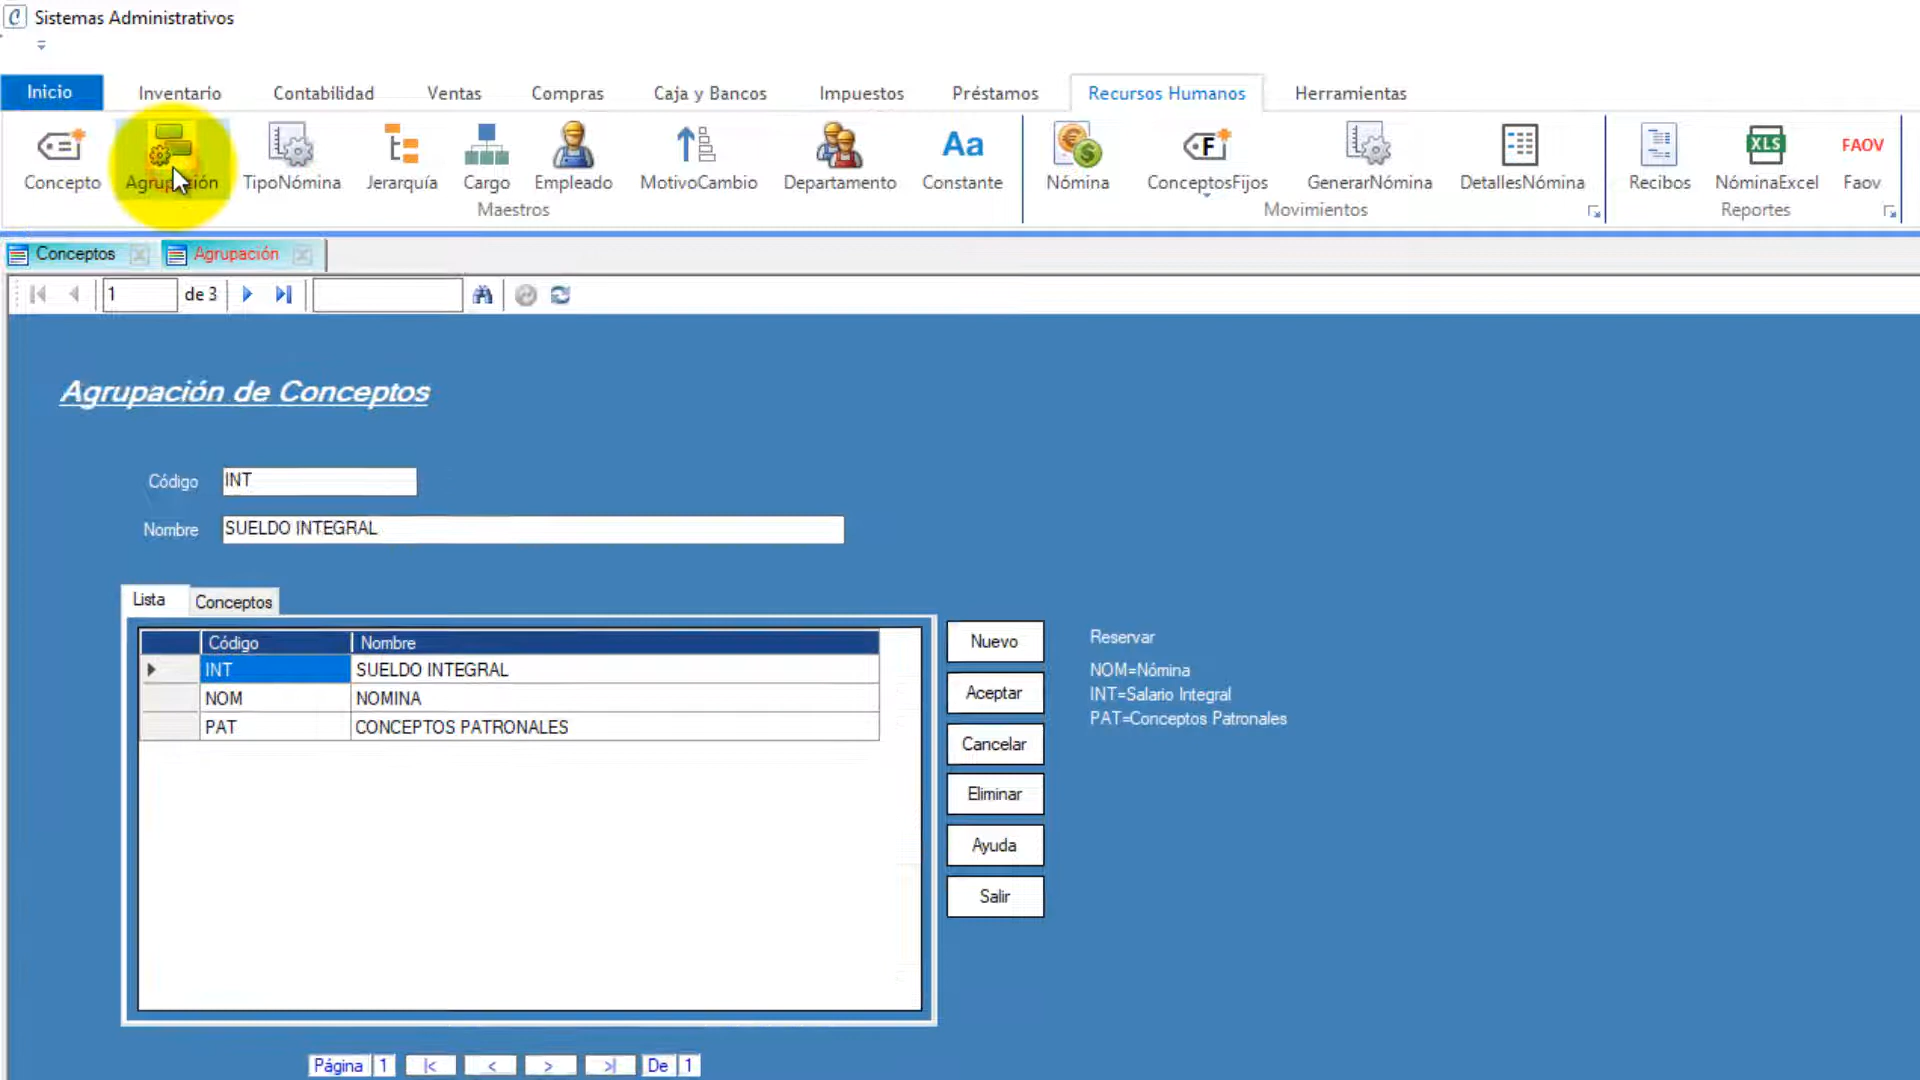 Sistemas Administrativos
Inicio Inventario Contabilidad Ventas Compras Caja y Bancos Impuestos Préstamos Recursos Humanos Herramientas
Concepto Agrupación TipoNómina Jerarquía Cargo Empleado MotivoCambio Departamento Aa Constante Nómina F ConceptosFijos GenerarNómina DetallesNómina Recibos XLS NóminaExcel FAOV Faov
Maestros Movimientos Reportes
Conceptos Agrupación
1 de 3
Agrupación de Conceptos
Código INT
Nombre SUELDO INTEGRAL
Lista Conceptos
Código Nombre
INT SUELDO INTEGRAL
NOM NOMINA
PAT CONCEPTOS PATRONALES
Nuevo
Aceptar
Cancelar
Eliminar
Ayuda
Salir
Reservar
NOM=Nómina
INT=Salario Integral
PAT=Conceptos Patronales
Página 1 |< < > >| De 1